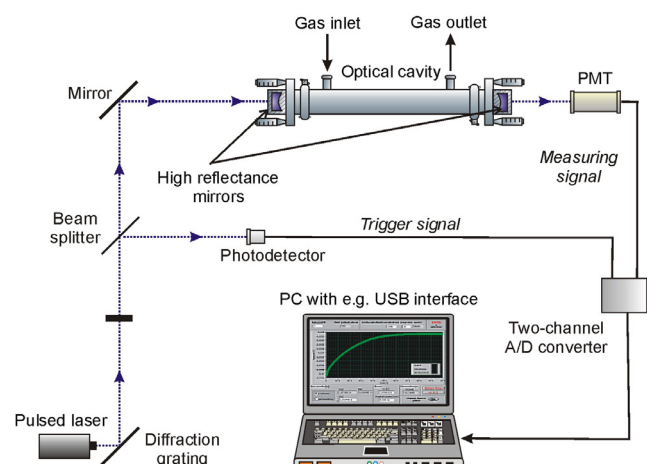 Gas inlet
Gas outlet
Optical cavity
PMT
Mirror
High reflectance
mirrors
Measuring
signal
Beam
splitter
Trigger signal
Photodetector
PC with e.g. USB interface
Two-channel
A/D converter
Pulsed laser
Diffraction
grating